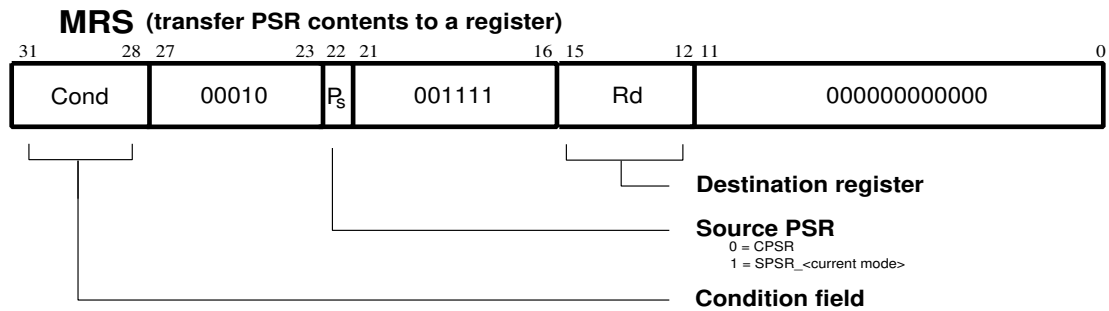 MRS (transfer PSR contents to a register)
31 28 27 23 22 21 16 15 12 11 0
Cond 00010 Ps 001111 Rd 000000000000
Destination register
Source PSR
0 = CPSR
1 = SPSR_<current mode>
Condition field